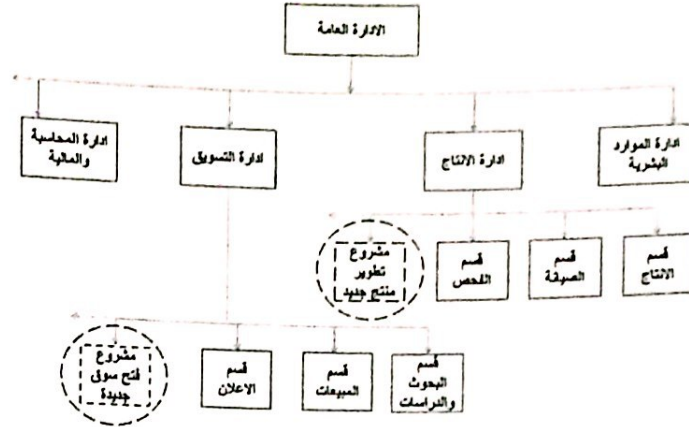 الادارة العامة
ادارة الموارد
البشرية
ادارة الانتاج
ادارة التسويق
ادارة المحاسبة
والمالية
قسم
الانتاج
قسم
الصيانة
قسم
الفحص
مشروع
تطوير
منتج جديد
قسم
البحوث
والدراسات
قسم
المبيعات
قسم
الاعلان
مشروع
فتح سوق
جديدة